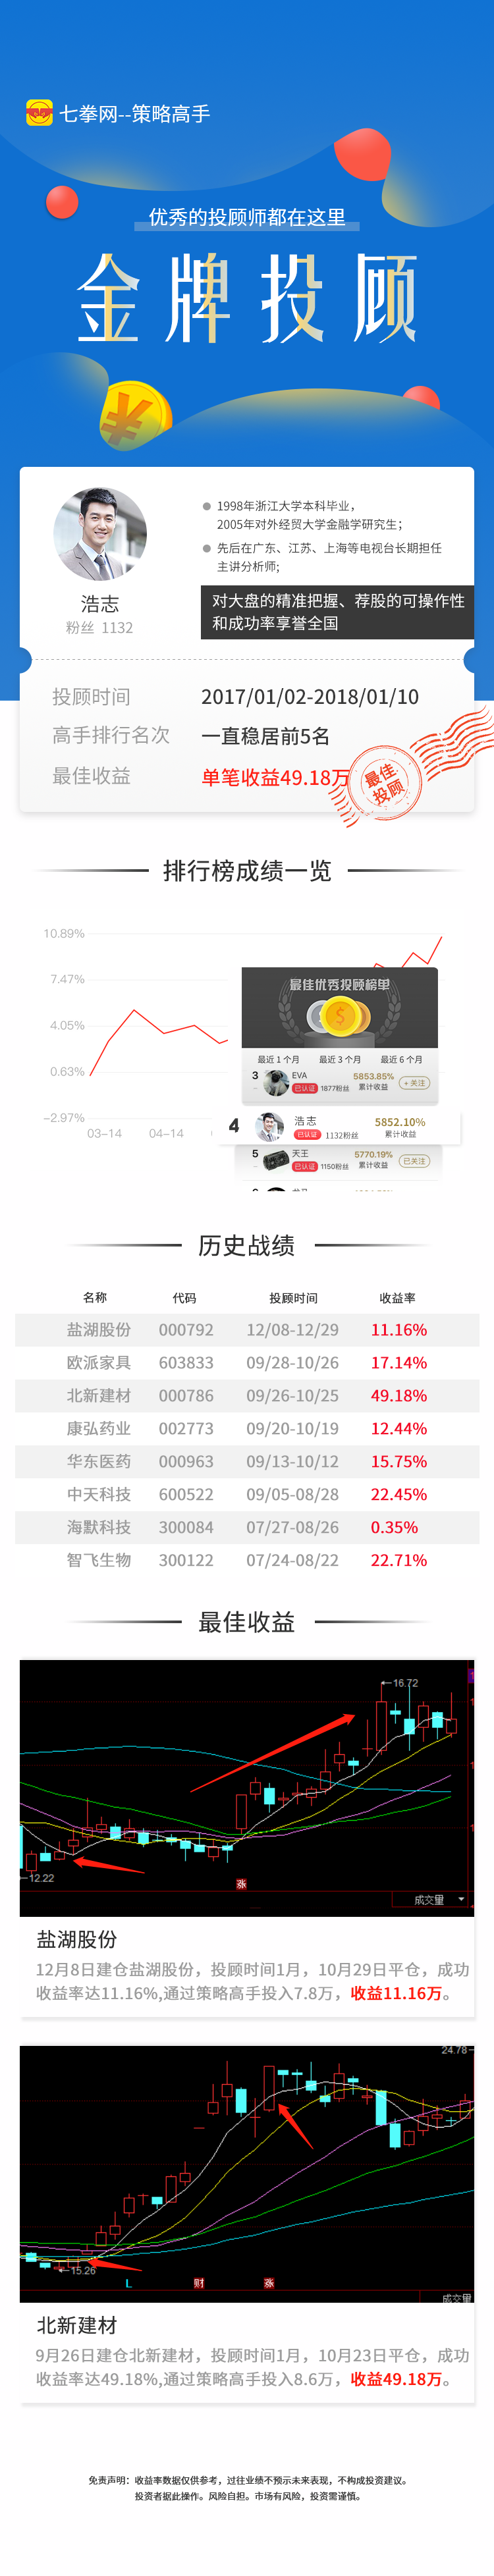 七拳网--策略高手
优秀的投顾师都在这里
金牌投顾
1998年浙江大学本科毕业，
2005年对外经贸大学金融学研究生；
先后在广东、江苏、上海等电视台长期担任
主讲分析师;
浩志
粉丝 1132
对大盘的精准把握、荐股的可操作性
和成功率享誉全国
投顾时间 2017/01/02-2018/01/10
高手排行名次 一直稳居前5名
最佳收益 单笔收益49.18万
最佳
投顾
排行榜成绩一览
10.89%
7.47%
4.05%
0.63%
-2.97%
03-14 04-14
最佳优秀投顾榜单
最近1个月 最近3个月 最近6个月
3 EVA 5853.85% +关注
已认证 1877粉丝 累计收益
4 浩志 5852.10%
已认证 1132粉丝 累计收益
5 天王 5770.19% 已关注
已认证 1150粉丝 累计收益
历史战绩
名称 代码 投顾时间 收益率
盐湖股份 000792 12/08-12/29 11.16%
欧派家具 603833 09/28-10/26 17.14%
北新建材 000786 09/26-10/25 49.18%
康弘药业 002773 09/20-10/19 12.44%
华东医药 000963 09/13-10/12 15.75%
中天科技 600522 09/05-08/28 22.45%
海默科技 300084 07/27-08/26 0.35%
智飞生物 300122 07/24-08/22 22.71%
最佳收益
16.72
12.22
涨
成交量
盐湖股份
12月8日建仓盐湖股份，投顾时间1月，10月29日平仓，成功
收益率达11.16%,通过策略高手投入7.8万，收益11.16万。
24.78
15.26
L 财 涨
成交量
北新建材
9月26日建仓北新建材，投顾时间1月，10月23日平仓，成功
收益率达49.18%,通过策略高手投入8.6万，收益49.18万。
免责声明：收益率数据仅供参考，过往业绩不预示未来表现，不构成投资建议。
投资者据此操作。风险自担。市场有风险，投资需谨慎。